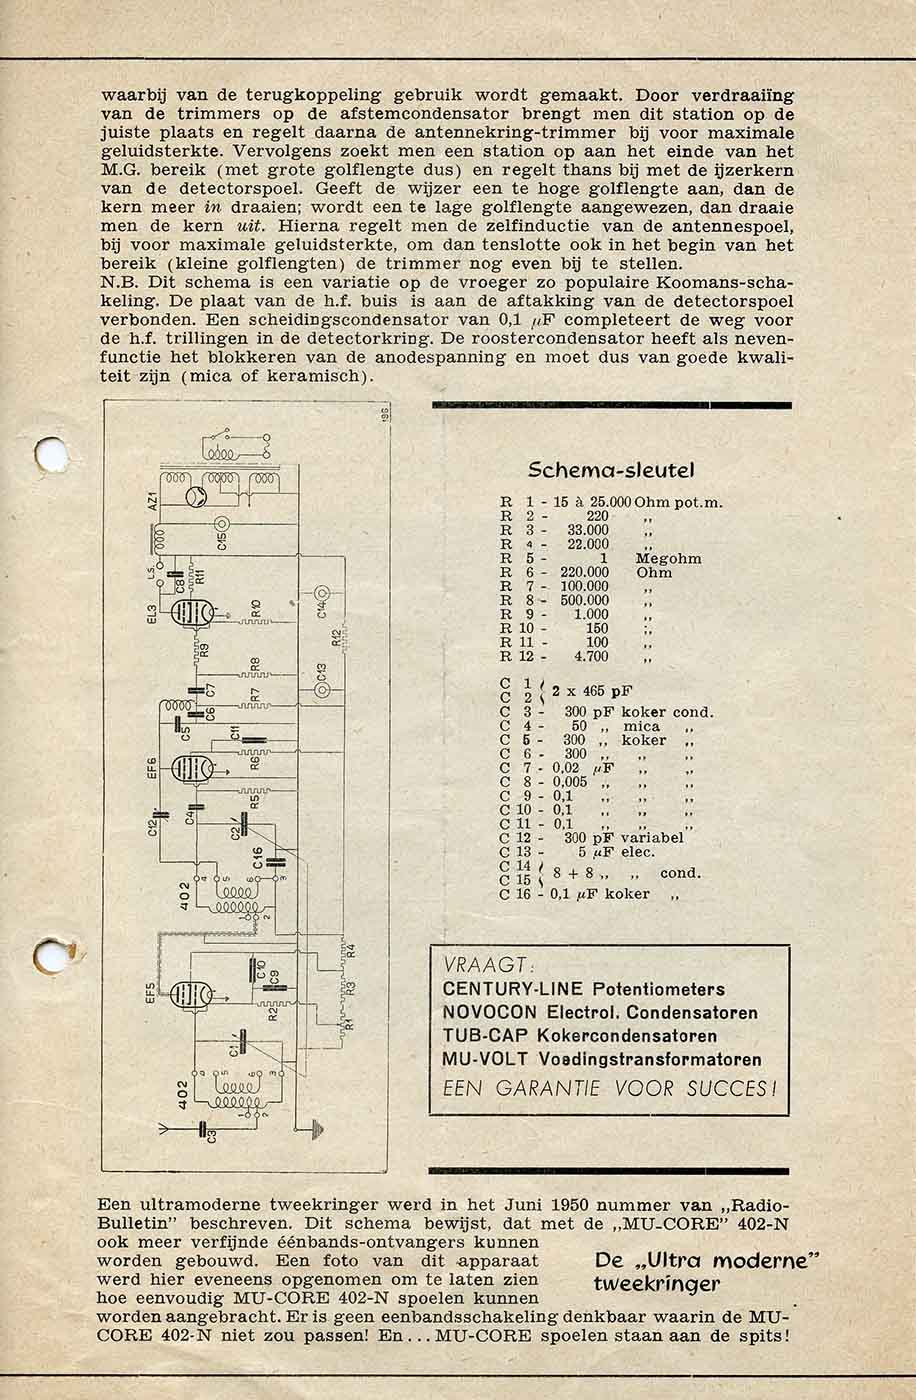 waarbij van de terugkoppeling gebruik wordt gemaakt. Door verdraaiïng
van de trimmers op de afstemcondensator brengt men dit station op de
juiste plaats en regelt daarna de antennekring-trimmer bij voor maximale
geluidsterkte. Vervolgens zoekt men een station op aan het einde van het
M.G. bereik (met grote golflengte dus) en regelt thans bij met de ijzerkern
van de detectorspoel. Geeft de wijzer een te hoge golflengte aan, dan de
kern meer in draaien; wordt een te lage golflengte aangewezen, dan draaie
men de kern uit. Hierna regelt men de zelfinductie van de antennespoel,
bij voor maximale geluidsterkte, om dan tenslotte ook in het begin van het
bereik (kleine golflengten) de trimmer nog even bij te stellen.
N.B. Dit schema is een variatie op de vroeger zo populaire Koomans-scha-
keling. De plaat van de h.f. buis is aan de aftakking van de detectorspoel
verbonden. Een scheidingscondensator van 0,1 µF completeert de weg voor
de h.f. trillingen in de detectorkring. De roostercondensator heeft als neven-
functie het blokkeren van de anodespanning en moet dus van goede kwali-
teit zijn (mica of keramisch).
196
AZ1
C15
L.S.
C8
R11
EL3
R10
C14
R12
R9
R8
C13
C7
R7
C6
C5
C11
EF6
R6
R5
C12
C4
C2
C16
402
4 5 6 3
1 2
EF5
C10
C9
R2
R4
R3
R1
C1
402
4 5 6 3
1 2
C3
Schema-sleutel
R 1 - 15 à 25.000 Ohm pot.m.
R 2 - 220 ,,
R 3 - 33.000 ,,
R 4 - 22.000 ,,
R 5 - 1 Megohm
R 6 - 220.000 Ohm
R 7 - 100.000 ,,
R 8 - 500.000 ,,
R 9 - 1.000 ,,
R 10 - 150 ,,
R 11 - 100 ,,
R 12 - 4.700 ,,
C 1
C 2 2 x 465 pF
C 3 - 300 pF koker cond.
C 4 - 50 ,, mica ,,
C 5 - 300 ,, koker ,,
C 6 - 300 ,, ,, ,,
C 7 - 0,02 µF ,, ,,
C 8 - 0,005 ,, ,, ,,
C 9 - 0,1 ,, ,, ,,
C 10 - 0,1 ,, ,, ,,
C 11 - 0,1 ,, ,, ,,
C 12 - 300 pF variabel
C 13 - 5 µF elec.
C 14
C 15 8 + 8 ,, ,, cond.
C 16 - 0,1 µF koker ,,
VRAAGT:
CENTURY-LINE Potentiometers
NOVOCON Electrol. Condensatoren
TUB-CAP Kokercondensatoren
MU-VOLT Voedingstransformatoren
EEN GARANTIE VOOR SUCCES!
Een ultramoderne tweekringer werd in het Juni 1950 nummer van „Radio-
Bulletin” beschreven. Dit schema bewijst, dat met de „MU-CORE” 402-N
ook meer verfijnde éénbands-ontvangers kunnen
worden gebouwd. Een foto van dit apparaat
werd hier eveneens opgenomen om te laten zien
hoe eenvoudig MU-CORE 402-N spoelen kunnen
worden aangebracht. Er is geen eenbandsschakeling denkbaar waarin de MU-
CORE 402-N niet zou passen! En... MU-CORE spoelen staan aan de spits!
De „Ultra moderne”
tweekringer